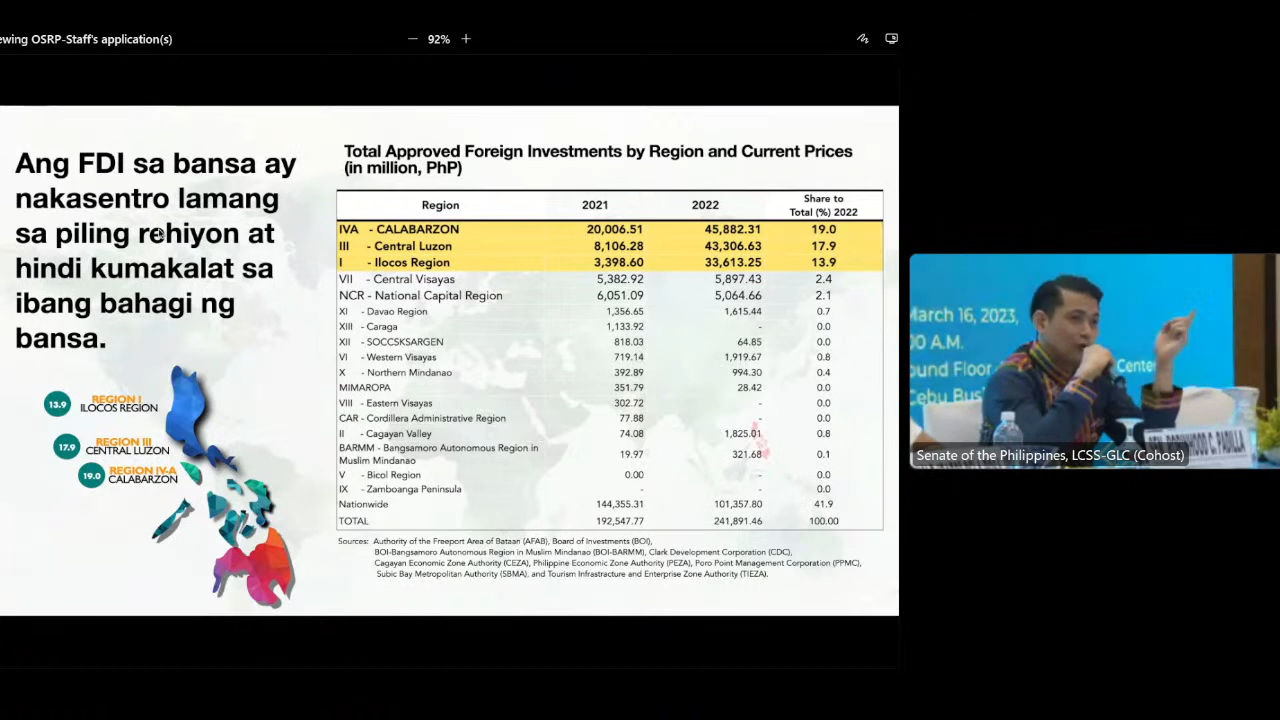 ewing OSRP-Staff's application(s)
92%
Ang FDI sa bansa ay
nakasentro lamang
sa piling rehiyon at
hindi kumakalat sa
ibang bahagi ng
bansa.
13.9 REGION I
ILOCOS REGION
17.9 REGION III
CENTRAL LUZON
19.0 REGION IV-A
CALABARZON
Total Approved Foreign Investments by Region and Current Prices
(in million, PhP)
Region 2021 2022 Share to
Total (%) 2022
IVA - CALABARZON 20,006.51 45,882.31 19.0
III - Central Luzon 8,106.28 43,306.63 17.9
I - Ilocos Region 3,398.60 33,613.25 13.9
VII - Central Visayas 5,382.92 5,897.43 2.4
NCR - National Capital Region 6,051.09 5,064.66 2.1
XI - Davao Region 1,356.65 1,615.44 0.7
XIII - Caraga 1,133.92 - 0.0
XII - SOCCSKSARGEN 818.03 64.85 0.0
VI - Western Visayas 719.14 1,919.67 0.8
X - Northern Mindanao 392.89 994.30 0.4
MIMAROPA 351.79 28.42 0.0
VIII - Eastern Visayas 302.72 - 0.0
CAR - Cordillera Administrative Region 77.88 - 0.0
II - Cagayan Valley 74.08 1,825.01 0.8
BARMM - Bangsamoro Autonomous Region in
Muslim Mindanao 19.97 321.68 0.1
V - Bicol Region 0.00 - 0.0
IX - Zamboanga Peninsula - - 0.0
Nationwide 144,355.31 101,357.80 41.9
TOTAL 192,547.77 241,891.46 100.00
Sources: Authority of the Freeport Area of Bataan (AFAB), Board of Investments (BOI),
BOI-Bangsamoro Autonomous Region in Muslim Mindanao (BOI-BARMM), Clark Development Corporation (CDC),
Cagayan Economic Zone Authority (CEZA), Philippine Economic Zone Authority (PEZA), Poro Point Management Corporation (PPMC),
Subic Bay Metropolitan Authority (SBMA), and Tourism Infrastructure and Enterprise Zone Authority (TIEZA).
March 16, 2023,
00 A.M.
ound Floor
Center
Cebu Bus
C. PADILLA
Senate of the Philippines, LCSS-GLC (Cohost)